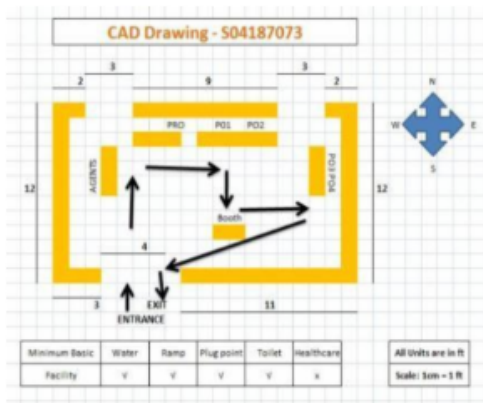 CAD Drawing - S04187073
3 3
2 9 2
N
W E
S
PRO PO1 PO2
AGENTS
PO3 PO4
12 12
Booth
4
3 EXIT 11
ENTRANCE
Minimum Basic Water Ramp Plug point Toilet Healthcare
Facility √ √ √ √ x
All Units are in ft
Scale: 1cm = 1 ft